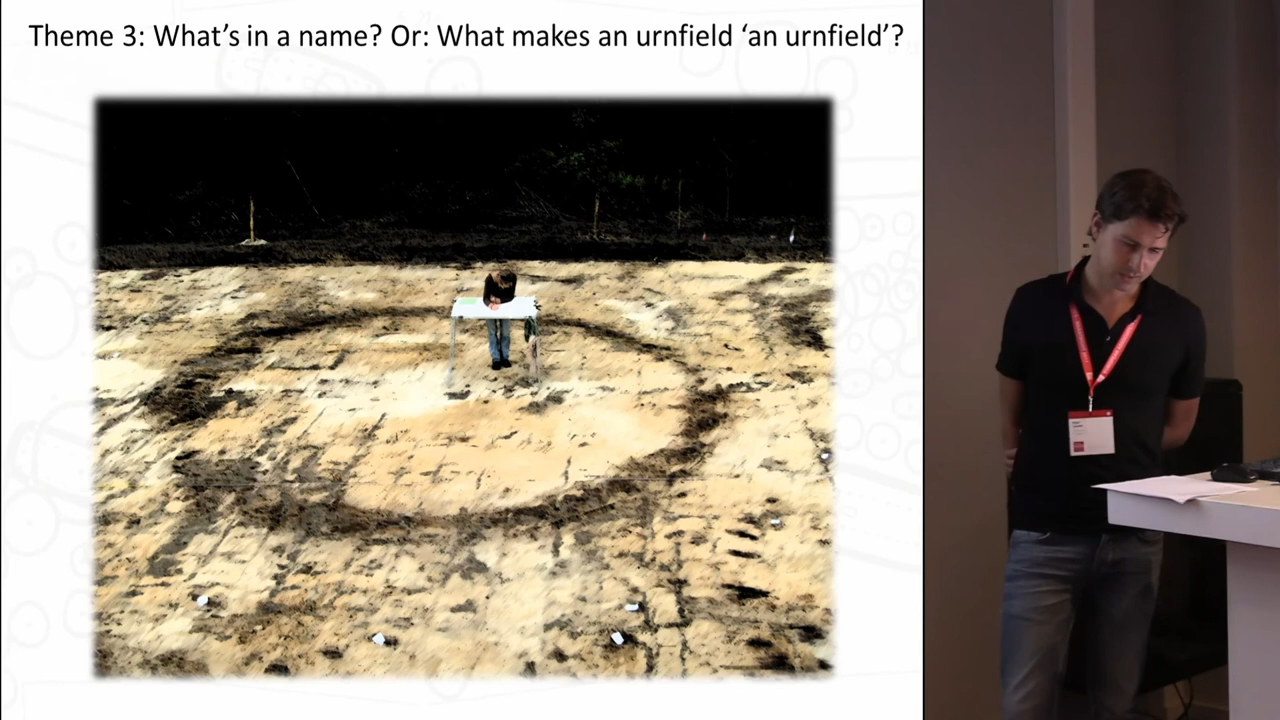 Theme 3: What’s in a name? Or: What makes an urnfield ‘an urnfield’?